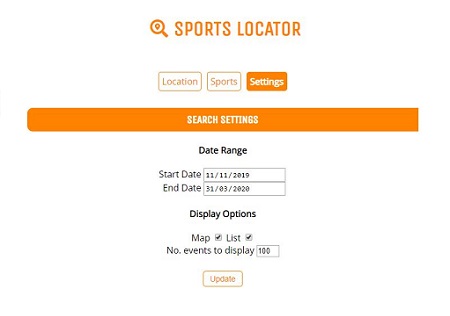 SPORTS LOCATOR
Location Sports Settings
SEARCH SETTINGS
Date Range
Start Date 11/11/2019
End Date 31/03/2020
Display Options
Map List
No. events to display 100
Update